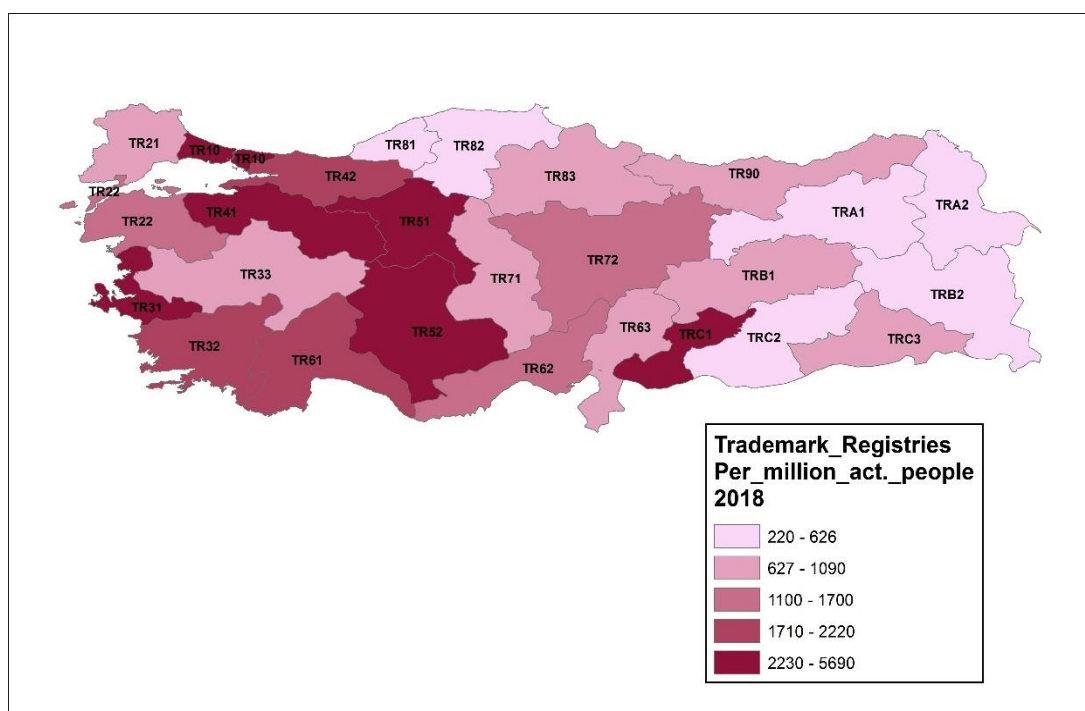 TR21
TR10
TR10
TR81
TR82
TR42
TR83
TR90
TR22
TR22
TR41
TR51
TRA1
TRA2
TR33
TR71
TR72
TRB1
TRB2
TR31
TR32
TR61
TR52
TR62
TR63
TRC1
TRC2
TRC3
Trademark_Registries
Per_million_act._people
2018
220 - 626
627 - 1090
1100 - 1700
1710 - 2220
2230 - 5690